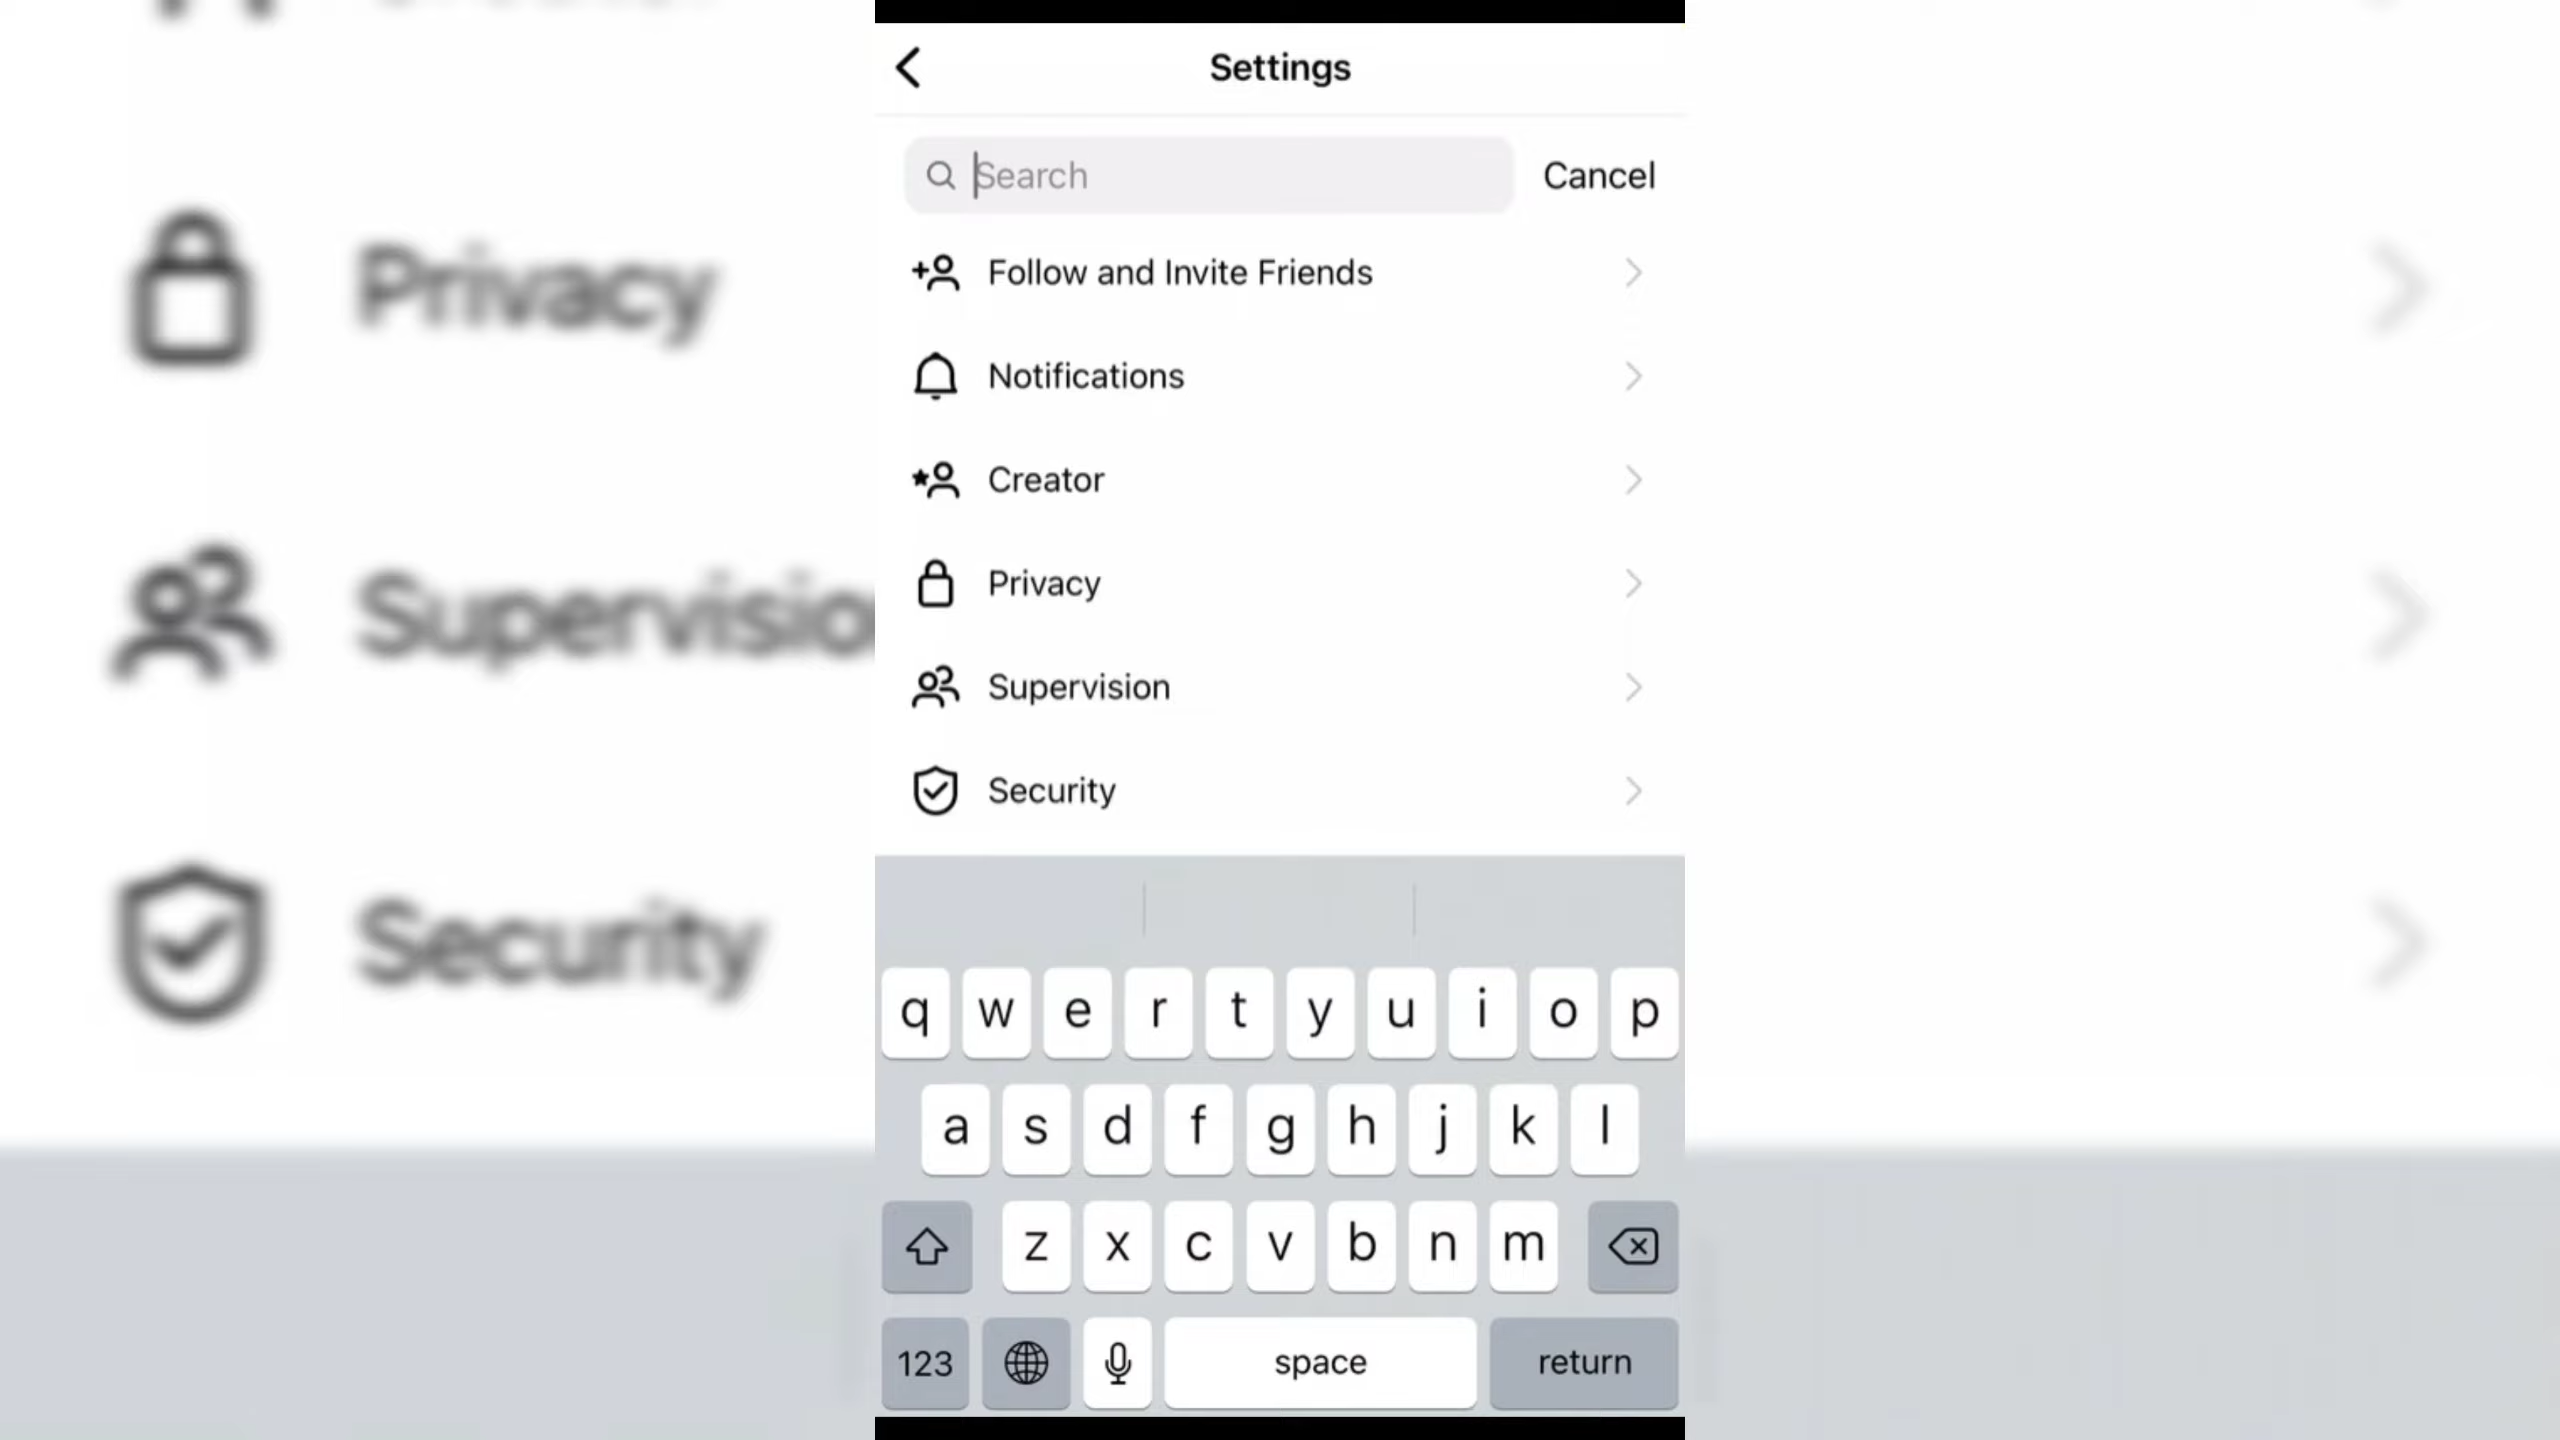 Settings
Search
Cancel
Follow and Invite Friends
Notifications
Creator
Privacy
Supervision
Security
q w e r t y u i o p
a s d f g h j k l
z x c v b n m
123 space return
Privacy
Supervisio
Security